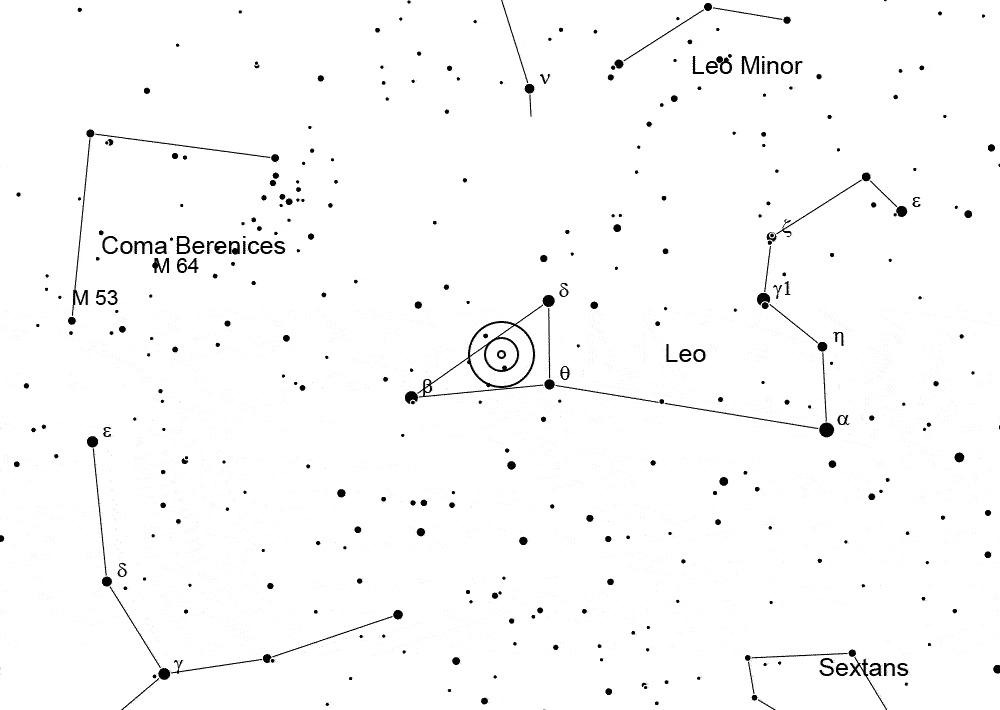 Leo Minor
ν
ε
ζ
Coma Berenices
M 64
γ1
δ
M 53
η
Leo
θ
β
α
ε
δ
γ
Sextans